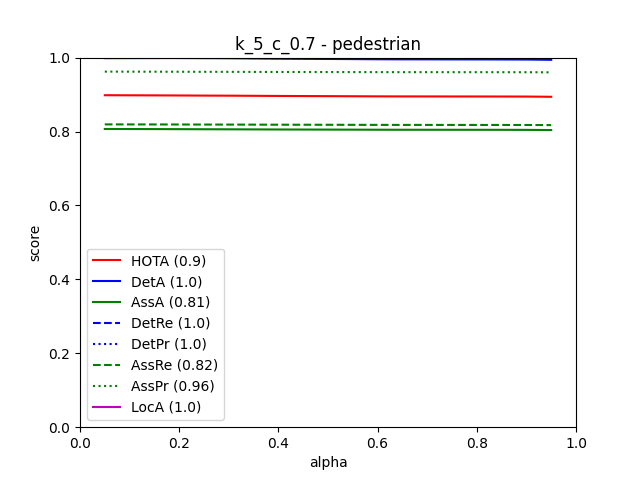 k_5_c_0.7 - pedestrian
1.0
0.8
0.6
0.4
0.2
0.0
score
HOTA (0.9)
DetA (1.0)
AssA (0.81)
DetRe (1.0)
DetPr (1.0)
AssRe (0.82)
AssPr (0.96)
LocA (1.0)
0.0 0.2 0.4 0.6 0.8 1.0
alpha